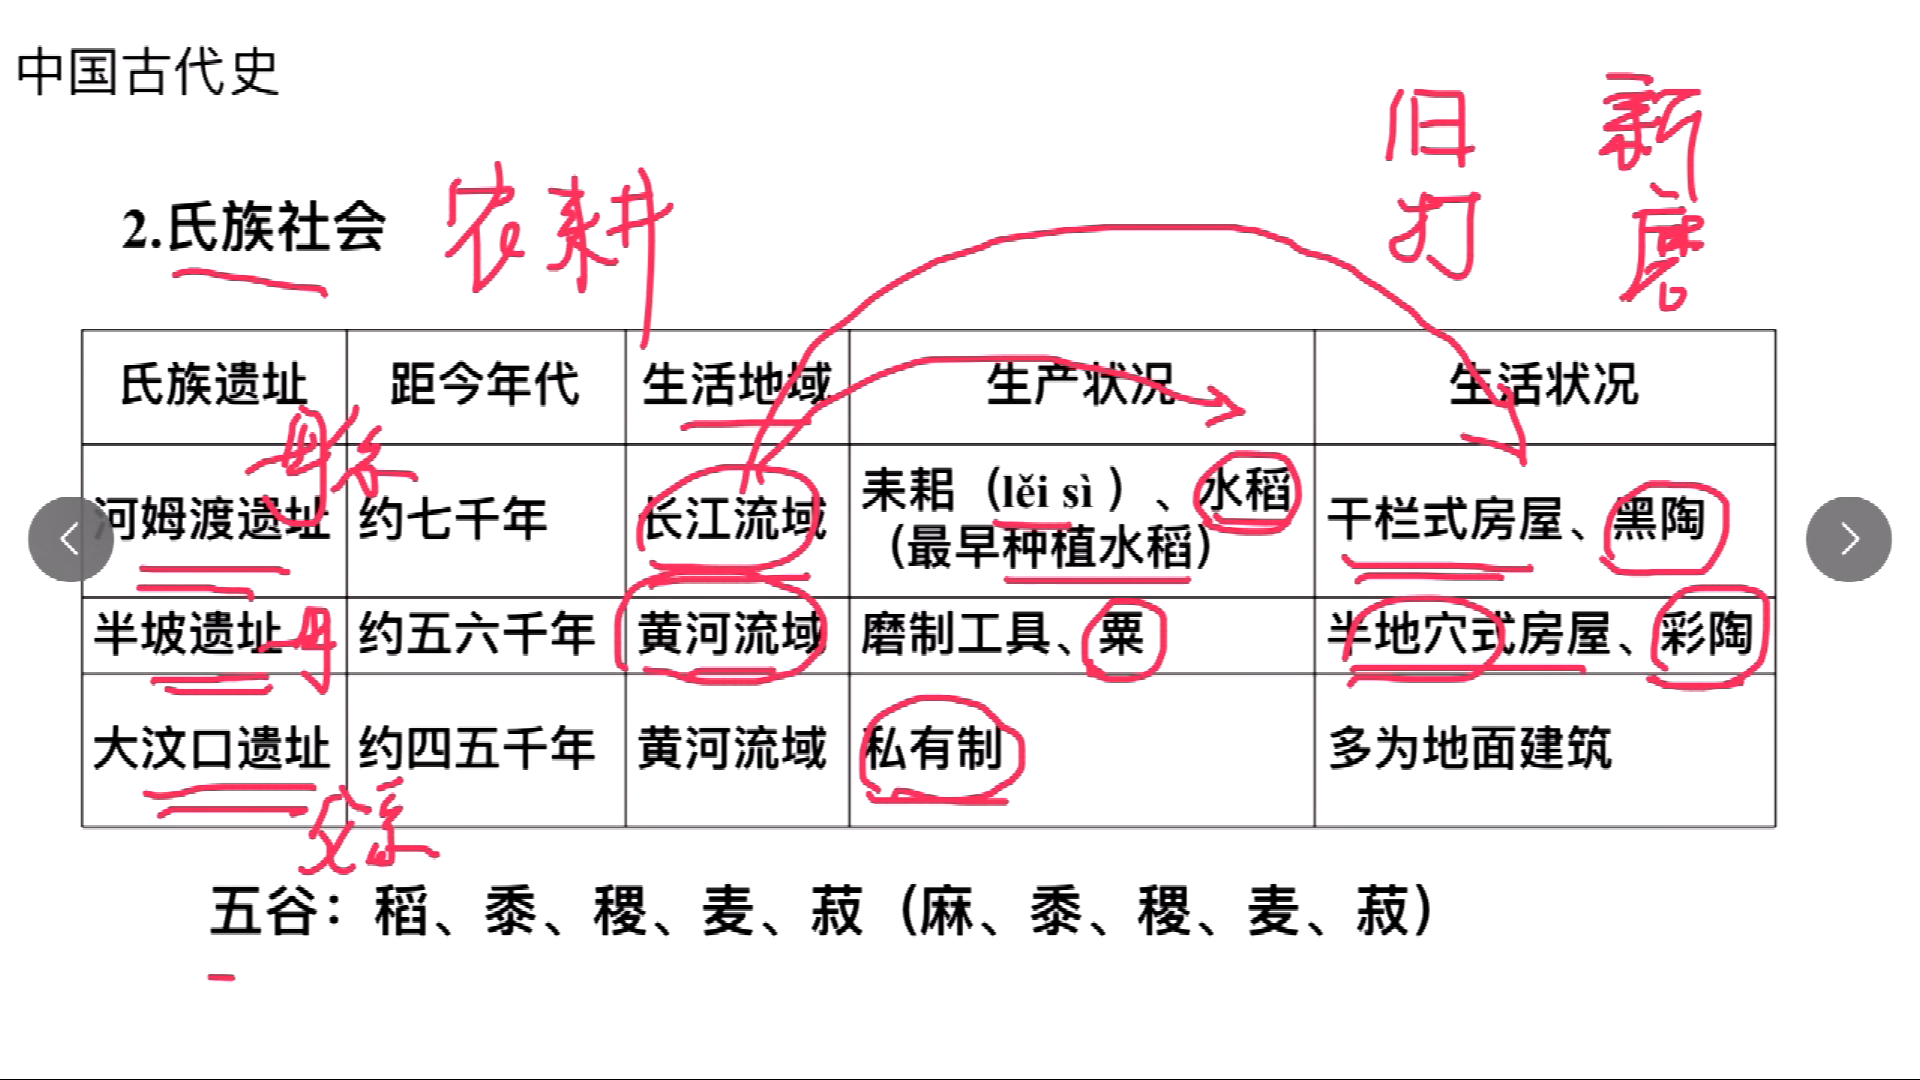 中国古代史
旧 新
打 磨
2.氏族社会 农耕
氏族遗址 距今年代 生活地域 生产状况 生活状况
母系
河姆渡遗址 约七千年 长江流域 耒耜（lěi sì）、水稻（最早种植水稻） 干栏式房屋、黑陶
半坡遗址 母 约五六千年 黄河流域 磨制工具、粟 半地穴式房屋、彩陶
大汶口遗址 约四五千年 黄河流域 私有制 多为地面建筑
父系
五谷：稻、黍、稷、麦、菽（麻、黍、稷、麦、菽）